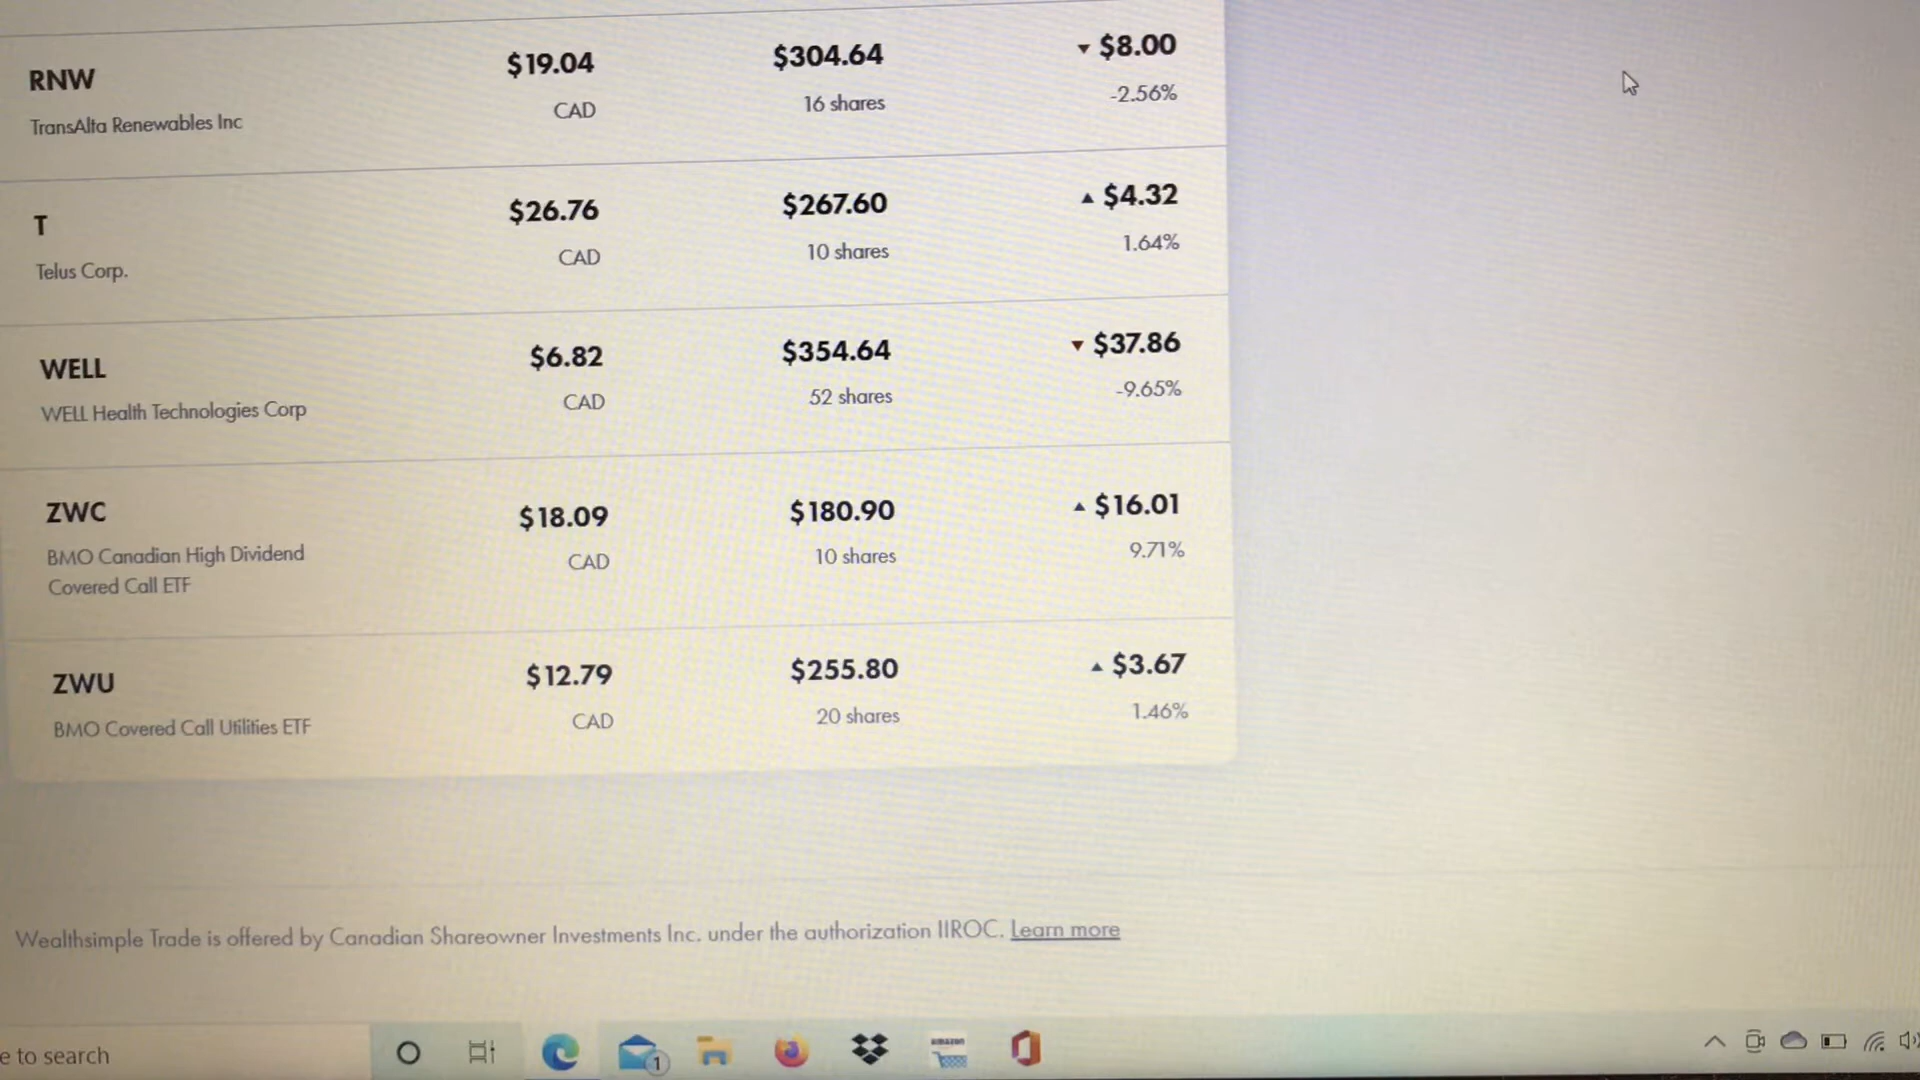 RNW $19.04 $304.64 ▼ $8.00
TransAlta Renewables Inc CAD 16 shares -2.56%
T $26.76 $267.60 ▲ $4.32
Telus Corp. CAD 10 shares 1.64%
WELL $6.82 $354.64 ▼ $37.86
WELL Health Technologies Corp CAD 52 shares -9.65%
ZWC $18.09 $180.90 ▲ $16.01
BMO Canadian High Dividend CAD 10 shares 9.71%
Covered Call ETF
ZWU $12.79 $255.80 ▲ $3.67
BMO Covered Call Utilities ETF CAD 20 shares 1.46%
Wealthsimple Trade is offered by Canadian Shareowner Investments Inc. under the authorization IIROC. Learn more
e to search 1 amazon